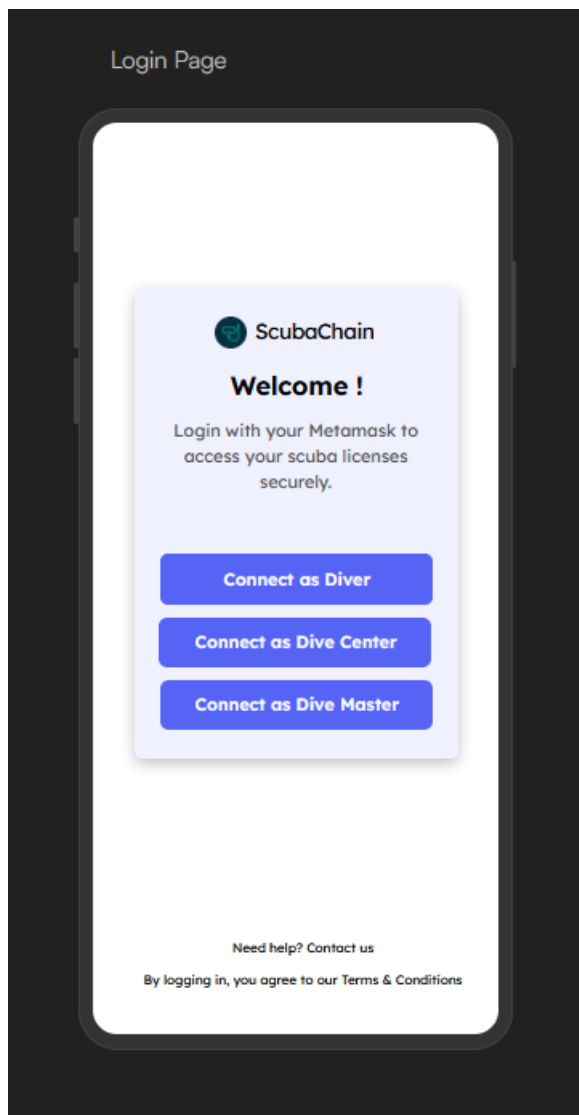 Login Page
ScubaChain
Welcome !
Login with your Metamask to
access your scuba licenses
securely.
Connect as Diver
Connect as Dive Center
Connect as Dive Master
Need help? Contact us
By logging in, you agree to our Terms & Conditions